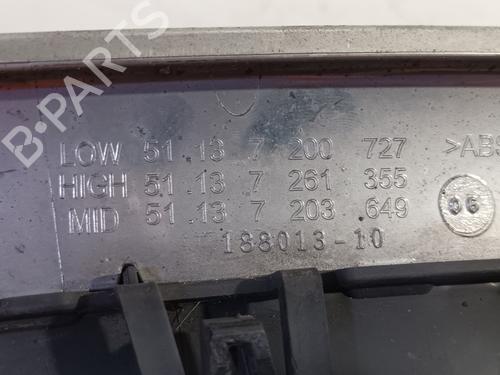 B-PARTS
LOW 51 13 7 200 727 >ABS
HIGH 51.13 7 261 355
MID 51.13 7 203 649
06
188013-10